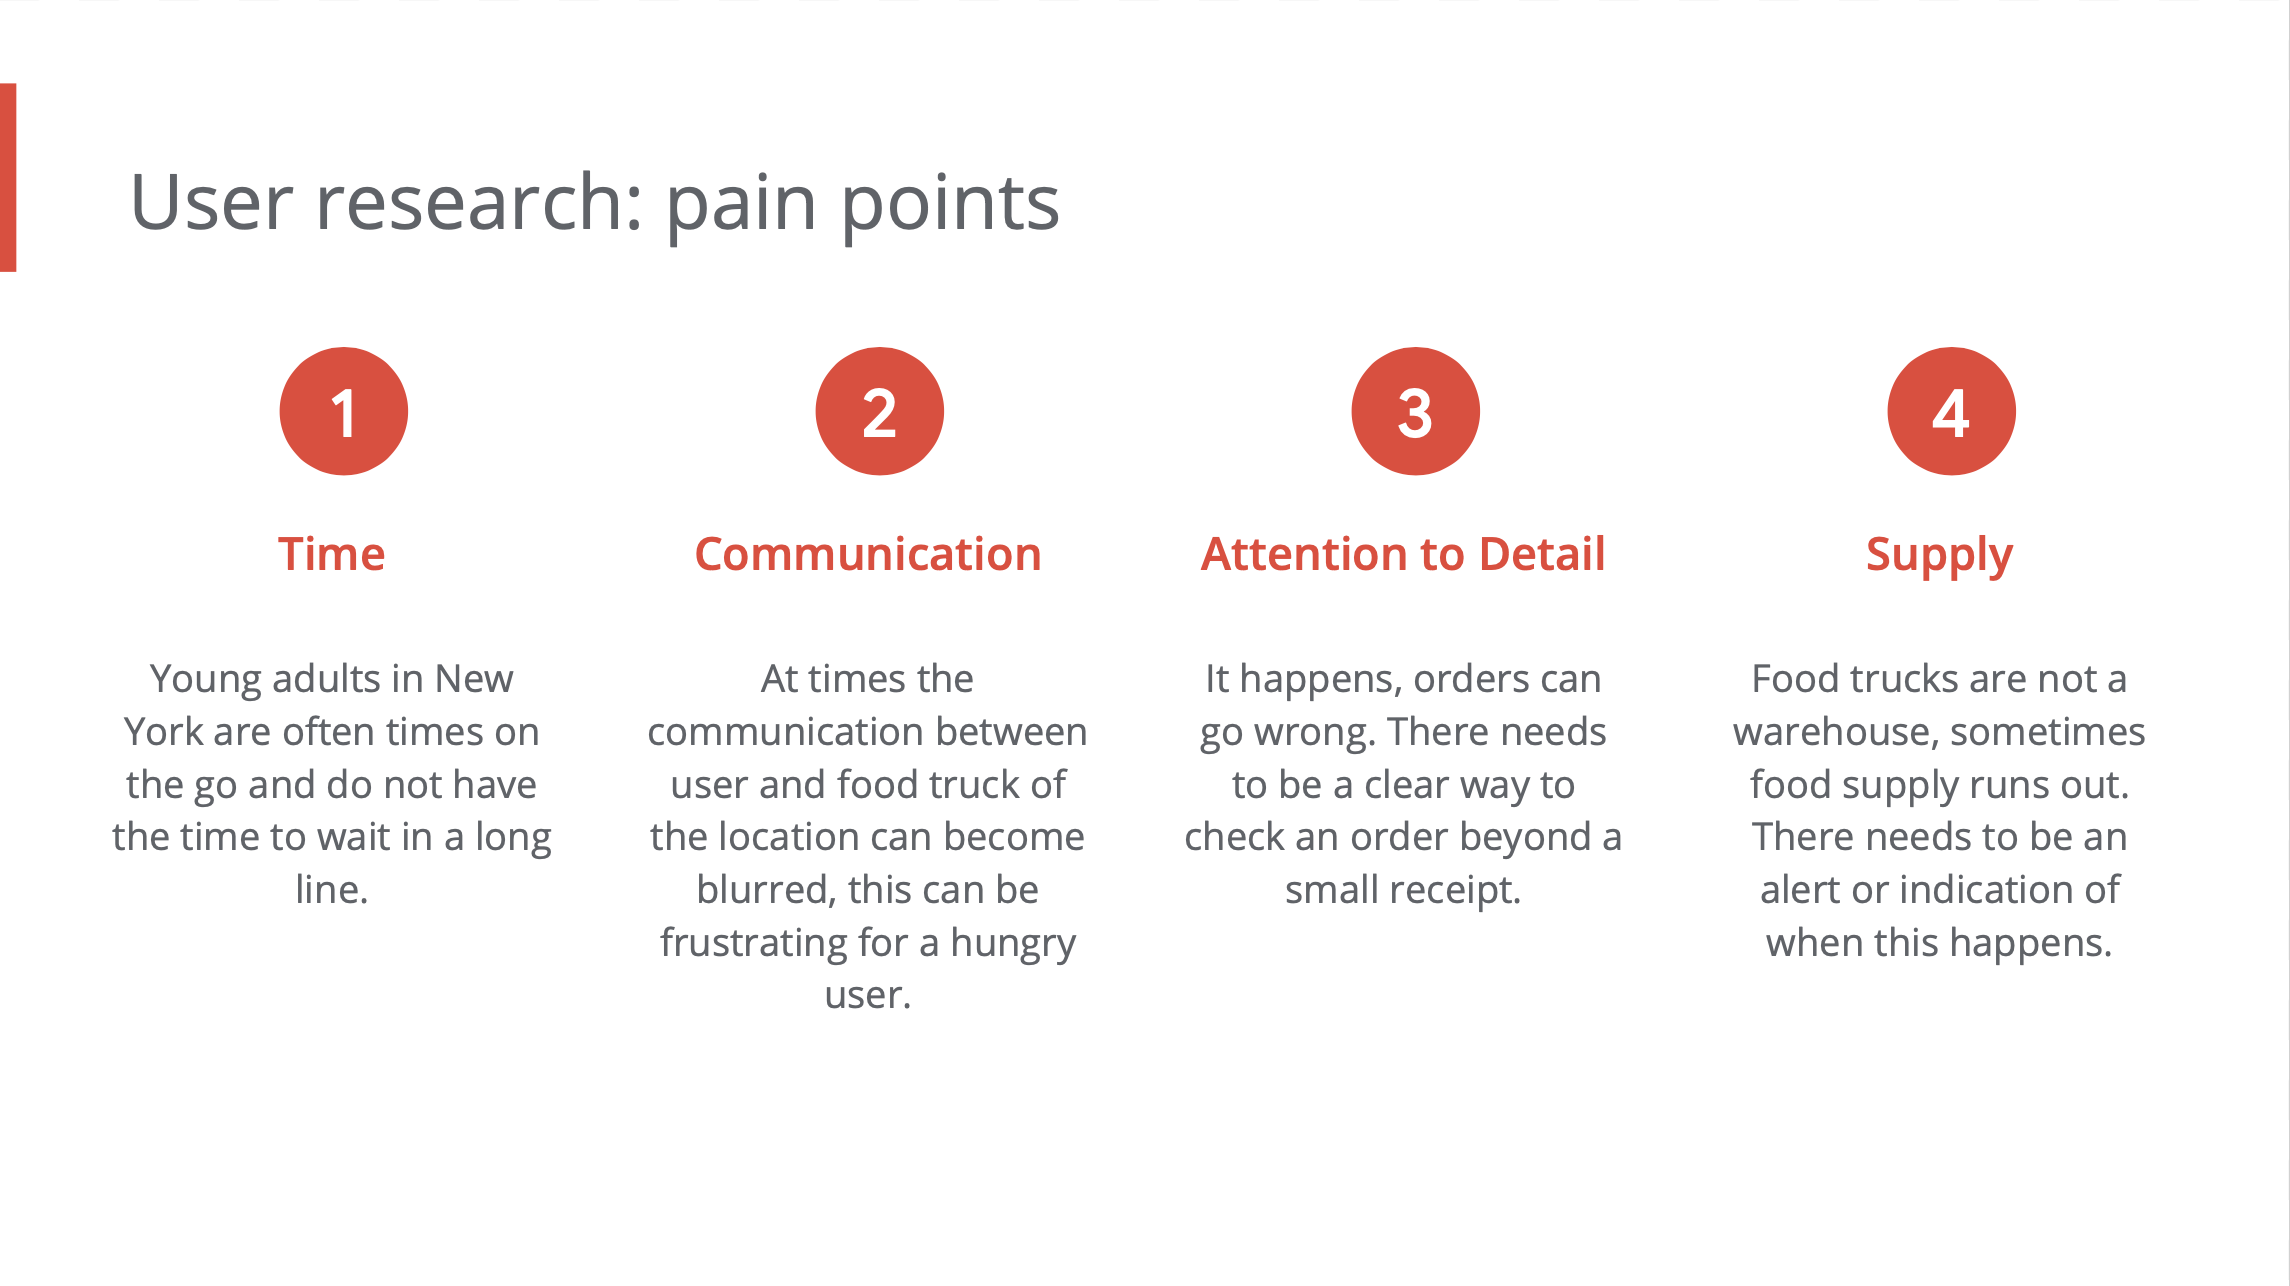 User research: pain points
1
Time
Young adults in New
York are often times on
the go and do not have
the time to wait in a long
line.
2
Communication
At times the
communication between
user and food truck of
the location can become
blurred, this can be
frustrating for a hungry
user.
3
Attention to Detail
It happens, orders can
go wrong. There needs
to be a clear way to
check an order beyond a
small receipt.
4
Supply
Food trucks are not a
warehouse, sometimes
food supply runs out.
There needs to be an
alert or indication of
when this happens.